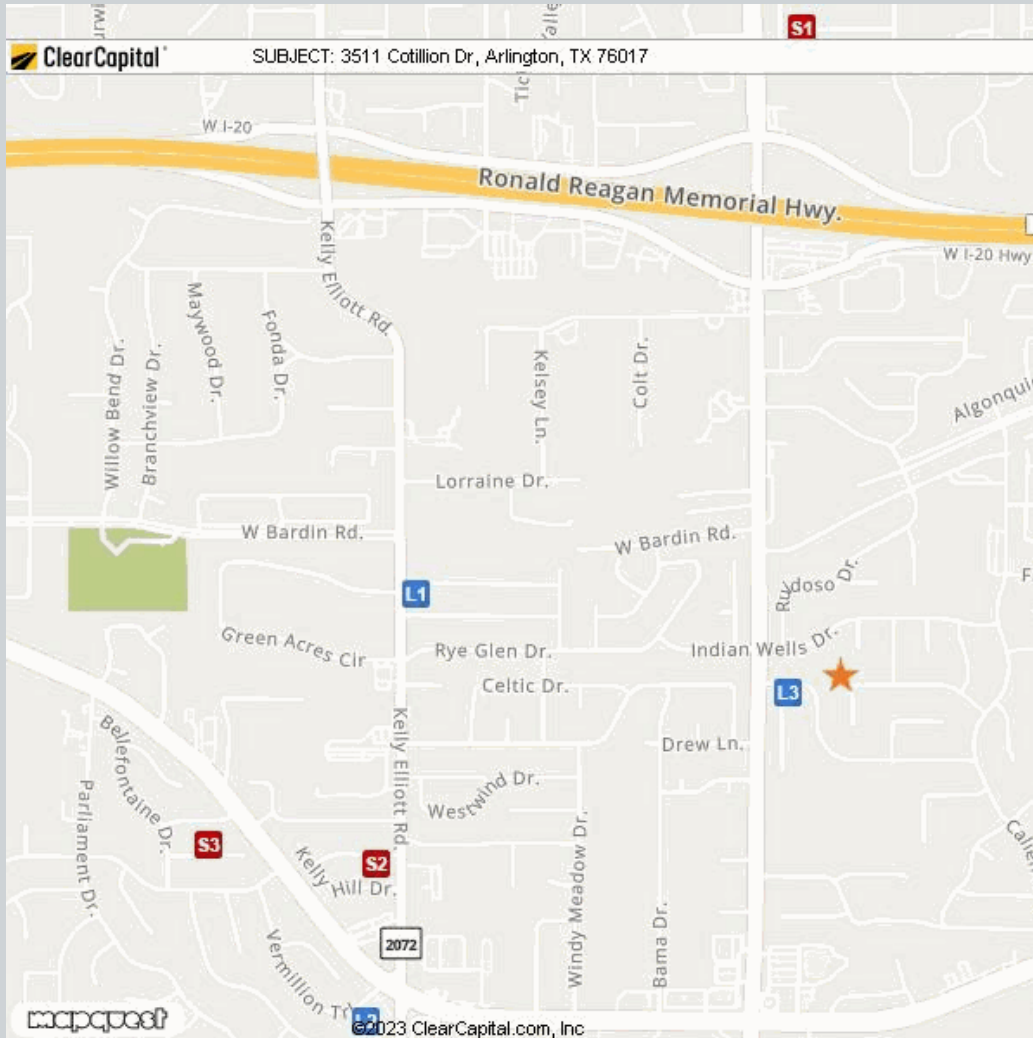 S1
ClearCapital
SUBJECT: 3511 Cotillion Dr, Arlington, TX 76017
W I-20
Ronald Reagan Memorial Hwy.
W I-20 Hwy
Kelly Elliott Rd.
Maywood Dr.
Fonda Dr.
Willow Bend Dr.
Branchview Dr.
Kelsey Ln.
Colt Dr.
Lorraine Dr.
W Bardin Rd.
W Bardin Rd.
L1
Ruidoso Dr.
Green Acres Cir
Rye Glen Dr.
Indian Wells Dr.
Celtic Dr.
L3
Kelly Elliott Rd.
Drew Ln.
Bellefontaine Dr.
Parliament Dr.
Westwind Dr.
S3
S2
Kelly Hill Dr.
Windy Meadow Dr.
Bama Dr.
2072
Vermillion Trl
mapquest
©2023 ClearCapital.com, Inc